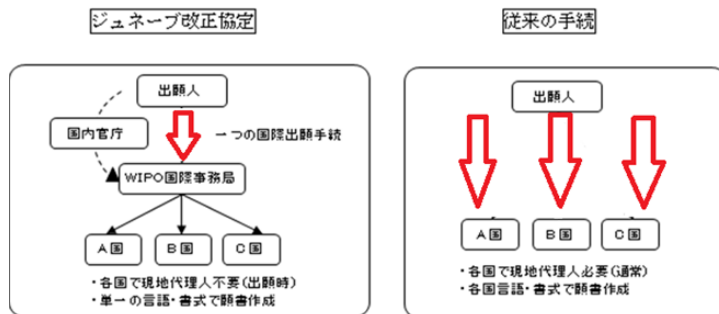 ジュネーブ改正協定
出願人
国内官庁
一つの国際出願手続
WIPO国際事務局
A国
B国
C国
・各国で現地代理人不要(出願時)
・単一の言語・書式で願書作成
従来の手続
出願人
A国
B国
C国
・各国で現地代理人必要(通常)
・各国言語・書式で願書作成